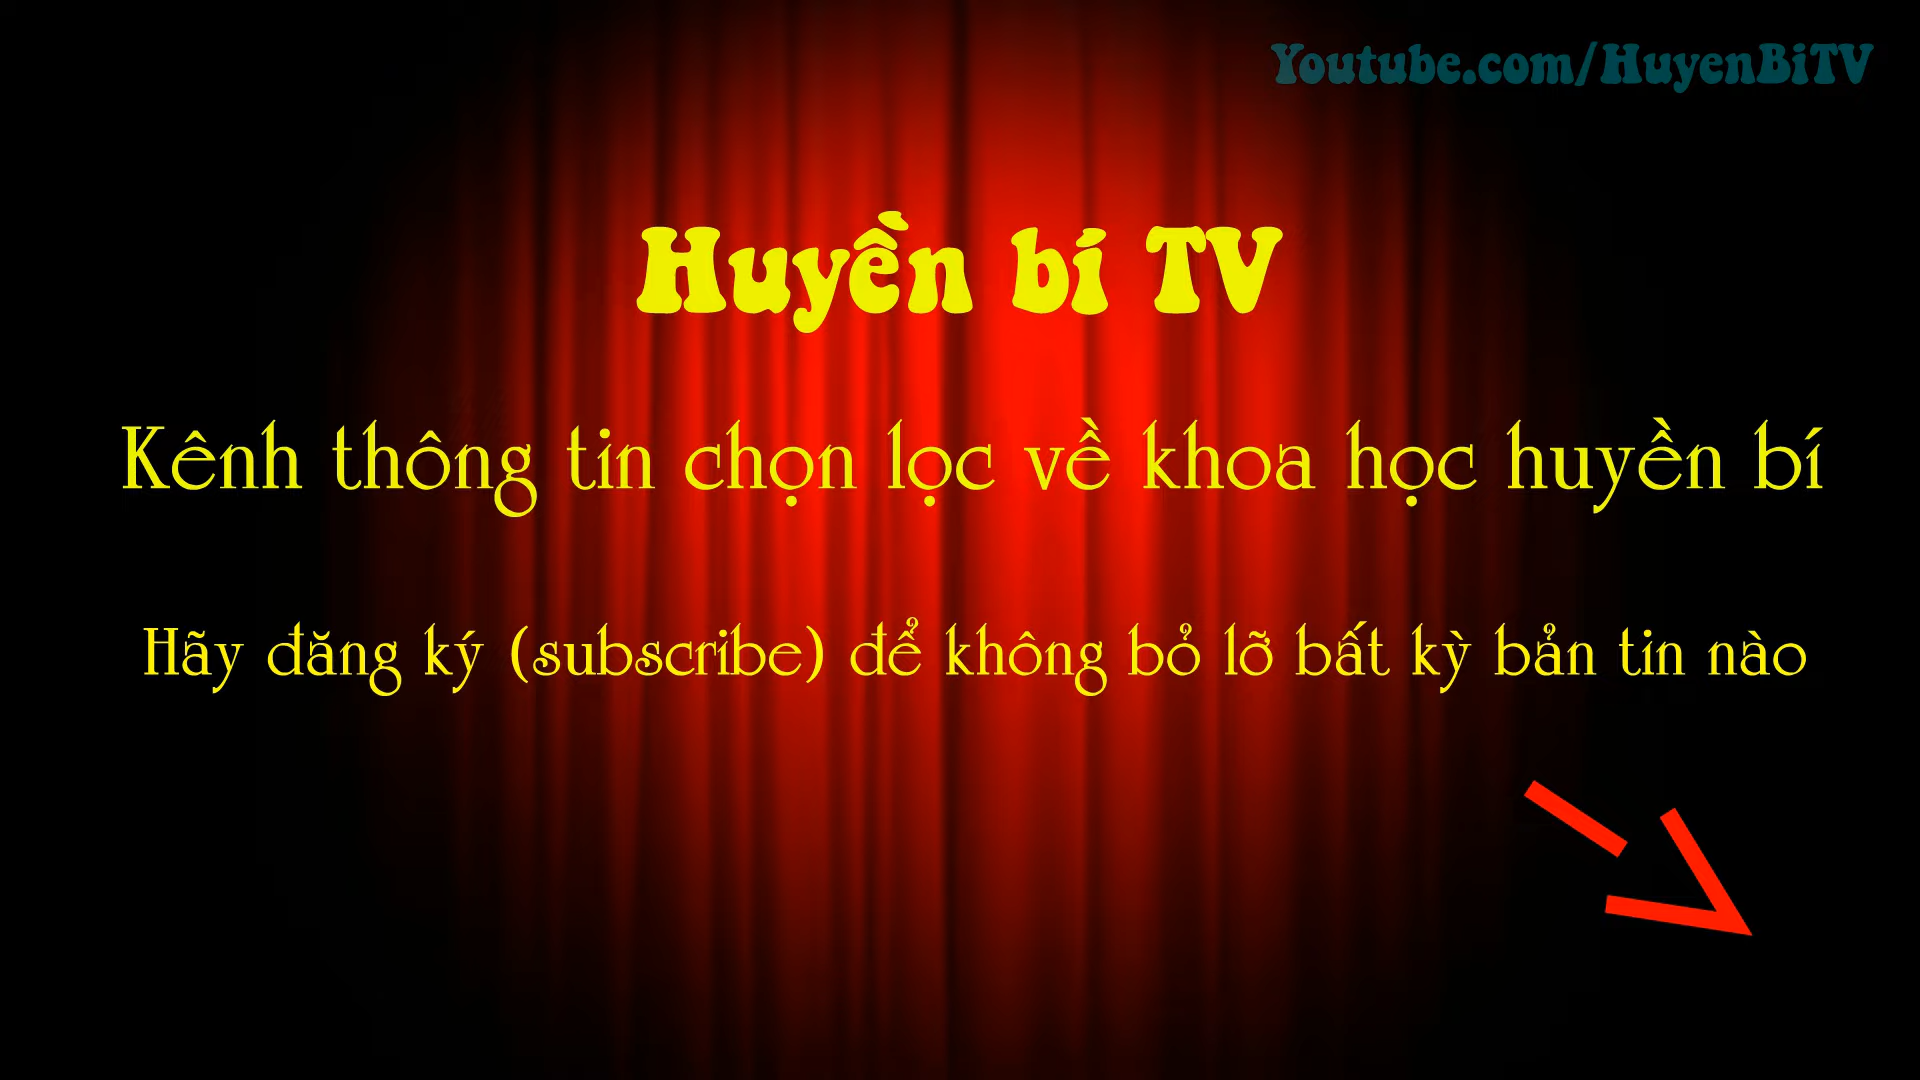 Youtube.com/HuyenBiTV
Huyền bí TV
Kênh thông tin chọn lọc về khoa học huyền bí
Hãy đăng ký (subscribe) để không bỏ lỡ bất kỳ bản tin nào